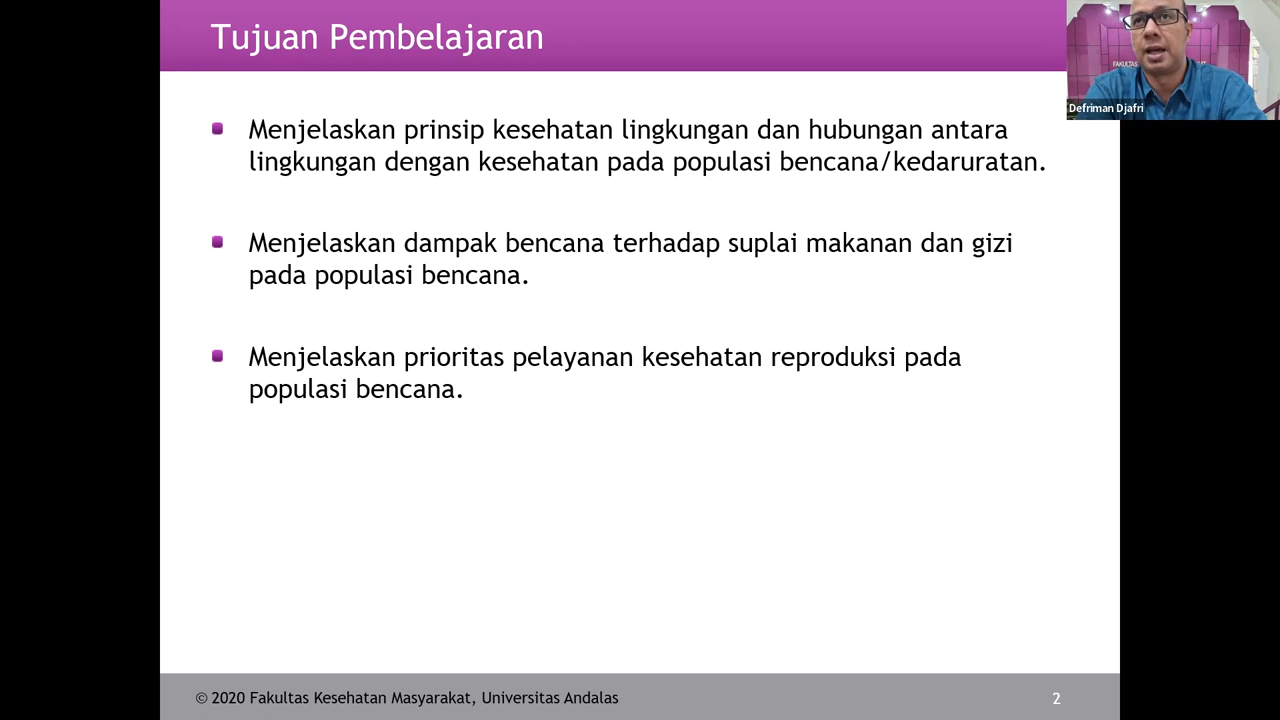 Tujuan Pembelajaran
Menjelaskan prinsip kesehatan lingkungan dan hubungan antara
lingkungan dengan kesehatan pada populasi bencana/kedaruratan.
Menjelaskan dampak bencana terhadap suplai makanan dan gizi
pada populasi bencana.
Menjelaskan prioritas pelayanan kesehatan reproduksi pada
populasi bencana.
© 2020 Fakultas Kesehatan Masyarakat, Universitas Andalas
2
FAKULTAS
Defriman Djafri